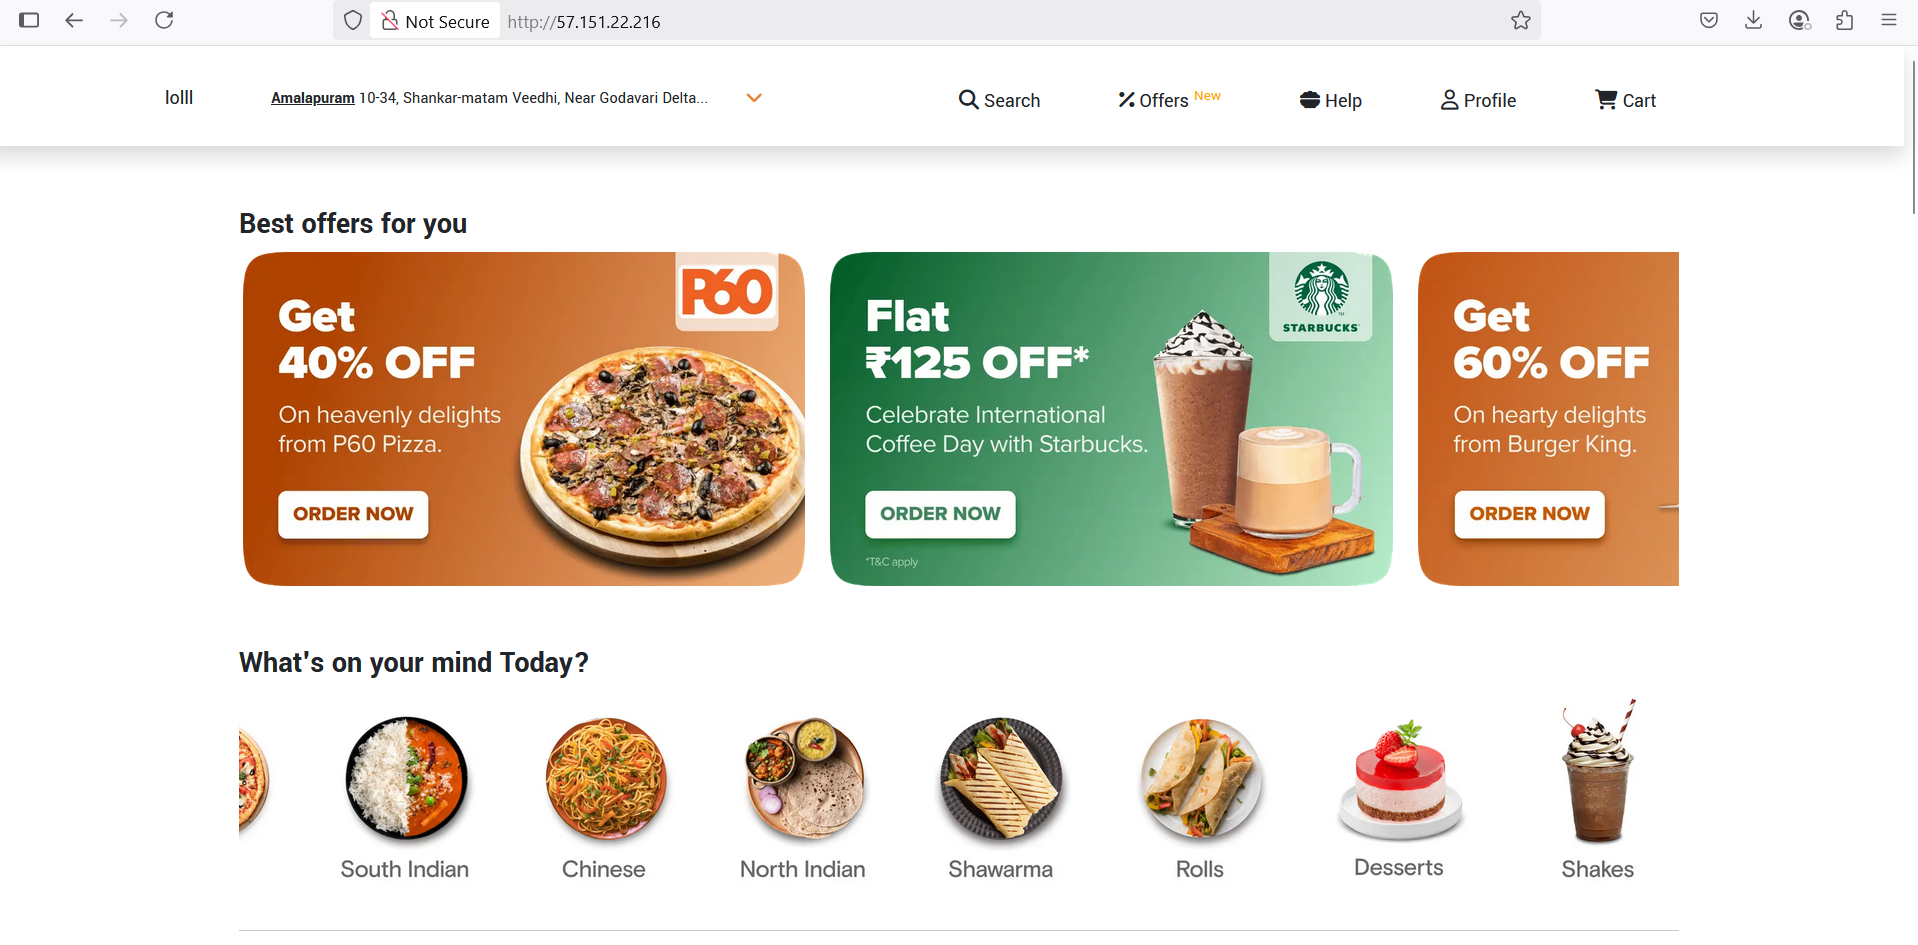 Not Secure http://57.151.22.216
lolll
Amalapuram 10-34, Shankar-matam Veedhi, Near Godavari Delta...
Search
Offers New
Help
Profile
Cart
Best offers for you
P60
Get
40% OFF
On heavenly delights
from P60 Pizza.
ORDER NOW
STARBUCKS
Flat
₹125 OFF*
Celebrate International
Coffee Day with Starbucks.
ORDER NOW
*T&C apply
Get
60% OFF
On hearty delights
from Burger King.
ORDER NOW
What's on your mind Today?
South Indian
Chinese
North Indian
Shawarma
Rolls
Desserts
Shakes